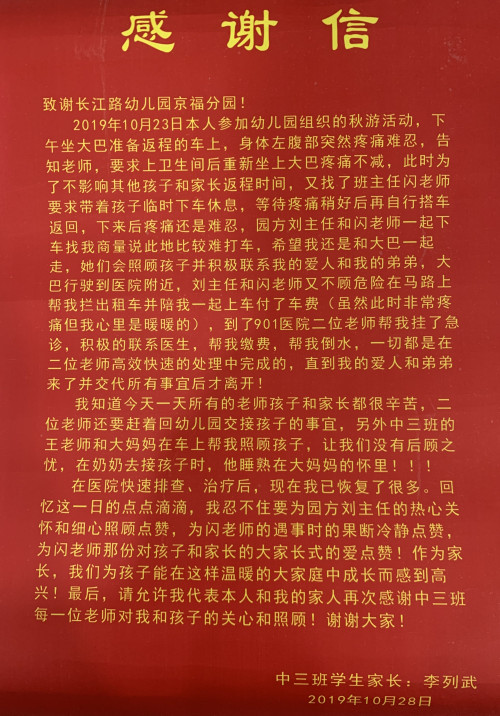 感谢信
致谢长江路幼儿园京福分园！
2019年10月23日本人参加幼儿园组织的秋游活动，下
午坐大巴准备返程的车上，身体左腹部突然疼痛难忍，告
知老师，要求上卫生间后重新坐上大巴疼痛不减，此时为
了不影响其他孩子和家长返程时间，又找了班主任闪老师
要求带着孩子临时下车休息，等待疼痛稍好后再自行搭车
返回，下来后疼痛还是难忍，园方刘主任和闪老师一起下
车找我商量说此地比较难打车，希望我还是和大巴一起
走，她们会照顾孩子并积极联系我的爱人和我的弟弟，大
巴行驶到医院附近，刘主任和闪老师又不顾危险在马路上
帮我拦出租车并陪我一起上车付了车费（虽然此时非常疼
痛但我心里是暖暖的），到了901医院二位老师帮我挂了急
诊，积极的联系医生，帮我缴费，帮我倒水，一切都是在
二位老师高效快速的处理中完成的，直到我的爱人和弟弟
来了并交代所有事宜后才离开！
我知道今天一天所有的老师孩子和家长都很辛苦，二
位老师还要赶着回幼儿园交接孩子的事宜，另外中三班的
王老师和大妈妈在车上帮我照顾孩子，让我们没有后顾之
忧，在奶奶去接孩子时，他睡熟在大妈妈的怀里！！！
在医院快速排查、治疗后，现在我已恢复了很多。回
忆这一日的点点滴滴，我忍不住要为园方刘主任的热心关
怀和细心照顾点赞，为闪老师的遇事时的果断冷静点赞，
为闪老师那份对孩子和家长的大家长式的爱点赞！作为家
长，我们为孩子能在这样温暖的大家庭中成长而感到高
兴！最后，请允许我代表本人和我的家人再次感谢中三班
每一位老师对我和孩子的关心和照顾！谢谢大家！
中三班学生家长：李列武
2019年10月28日